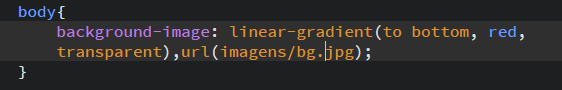 body{
background-image: linear-gradient(to bottom, red,
transparent),url(imagens/bg.jpg);
}